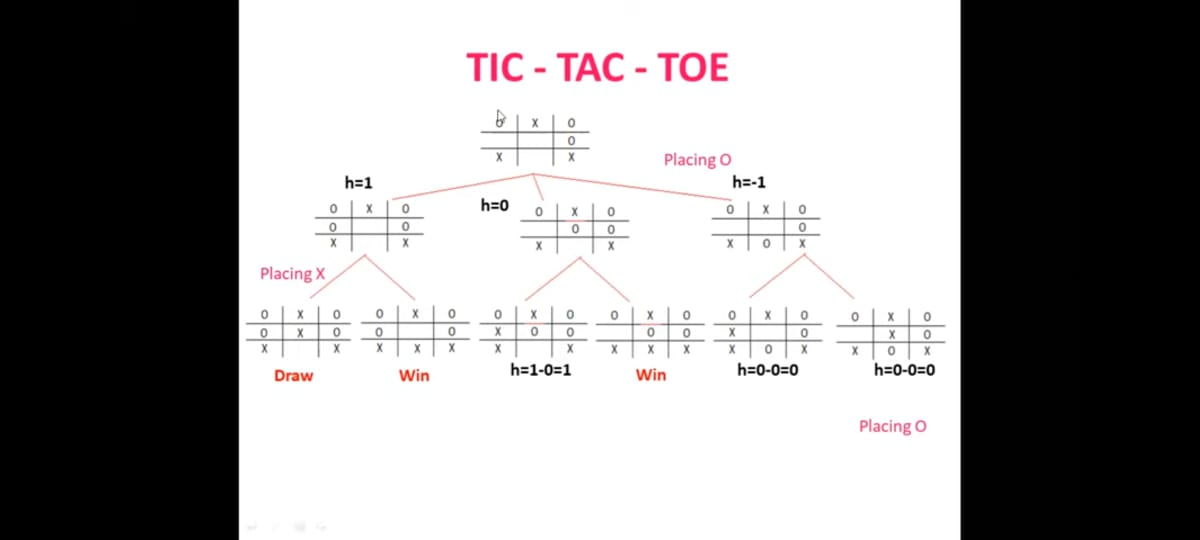 TIC - TAC - TOE
O X O
O
X X
Placing O
h=1
h=0
h=-1
O X O
O O
X X
O X O
O O
X X
O X O
O
X O X
Placing X
O X O
O X O
X X
O X O
O O
X X X
O X O
X O O
X X
O X O
O O
X X X
O X O
X O
X O X
O X O
X O
X O X
Draw
Win
h=1-0=1
Win
h=0-0=0
h=0-0=0
Placing O